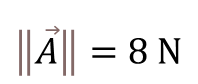 ‖A⃗‖ = 8 N